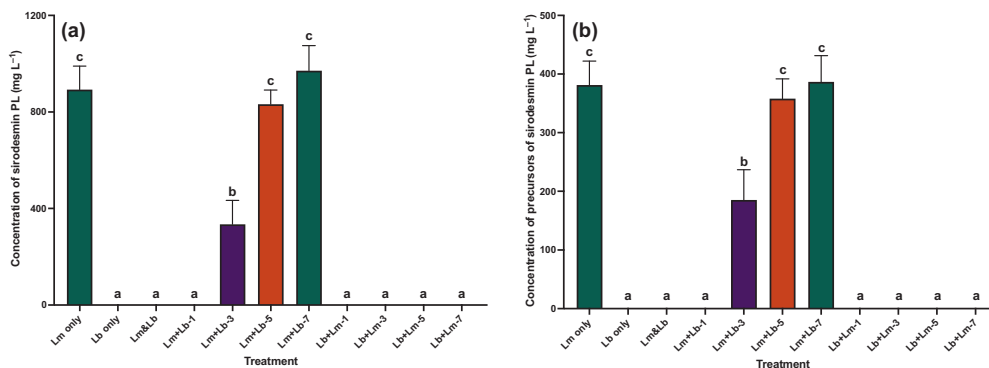 (a)
Concentration of sirodesmin PL (mg L⁻¹)
1200
800
400
0
c
a
a
a
b
c
c
a
a
a
a
Lm only
Lb only
Lm&Lb
Lm+Lb-1
Lm+Lb-3
Lm+Lb-5
Lm+Lb-7
Lb+Lm-1
Lb+Lm-3
Lb+Lm-5
Lb+Lm-7
Treatment
(b)
Concentration of precursors of sirodesmin PL (mg L⁻¹)
500
400
300
200
100
0
c
a
a
a
b
c
c
a
a
a
a
Lm only
Lb only
Lm&Lb
Lm+Lb-1
Lm+Lb-3
Lm+Lb-5
Lm+Lb-7
Lb+Lm-1
Lb+Lm-3
Lb+Lm-5
Lb+Lm-7
Treatment